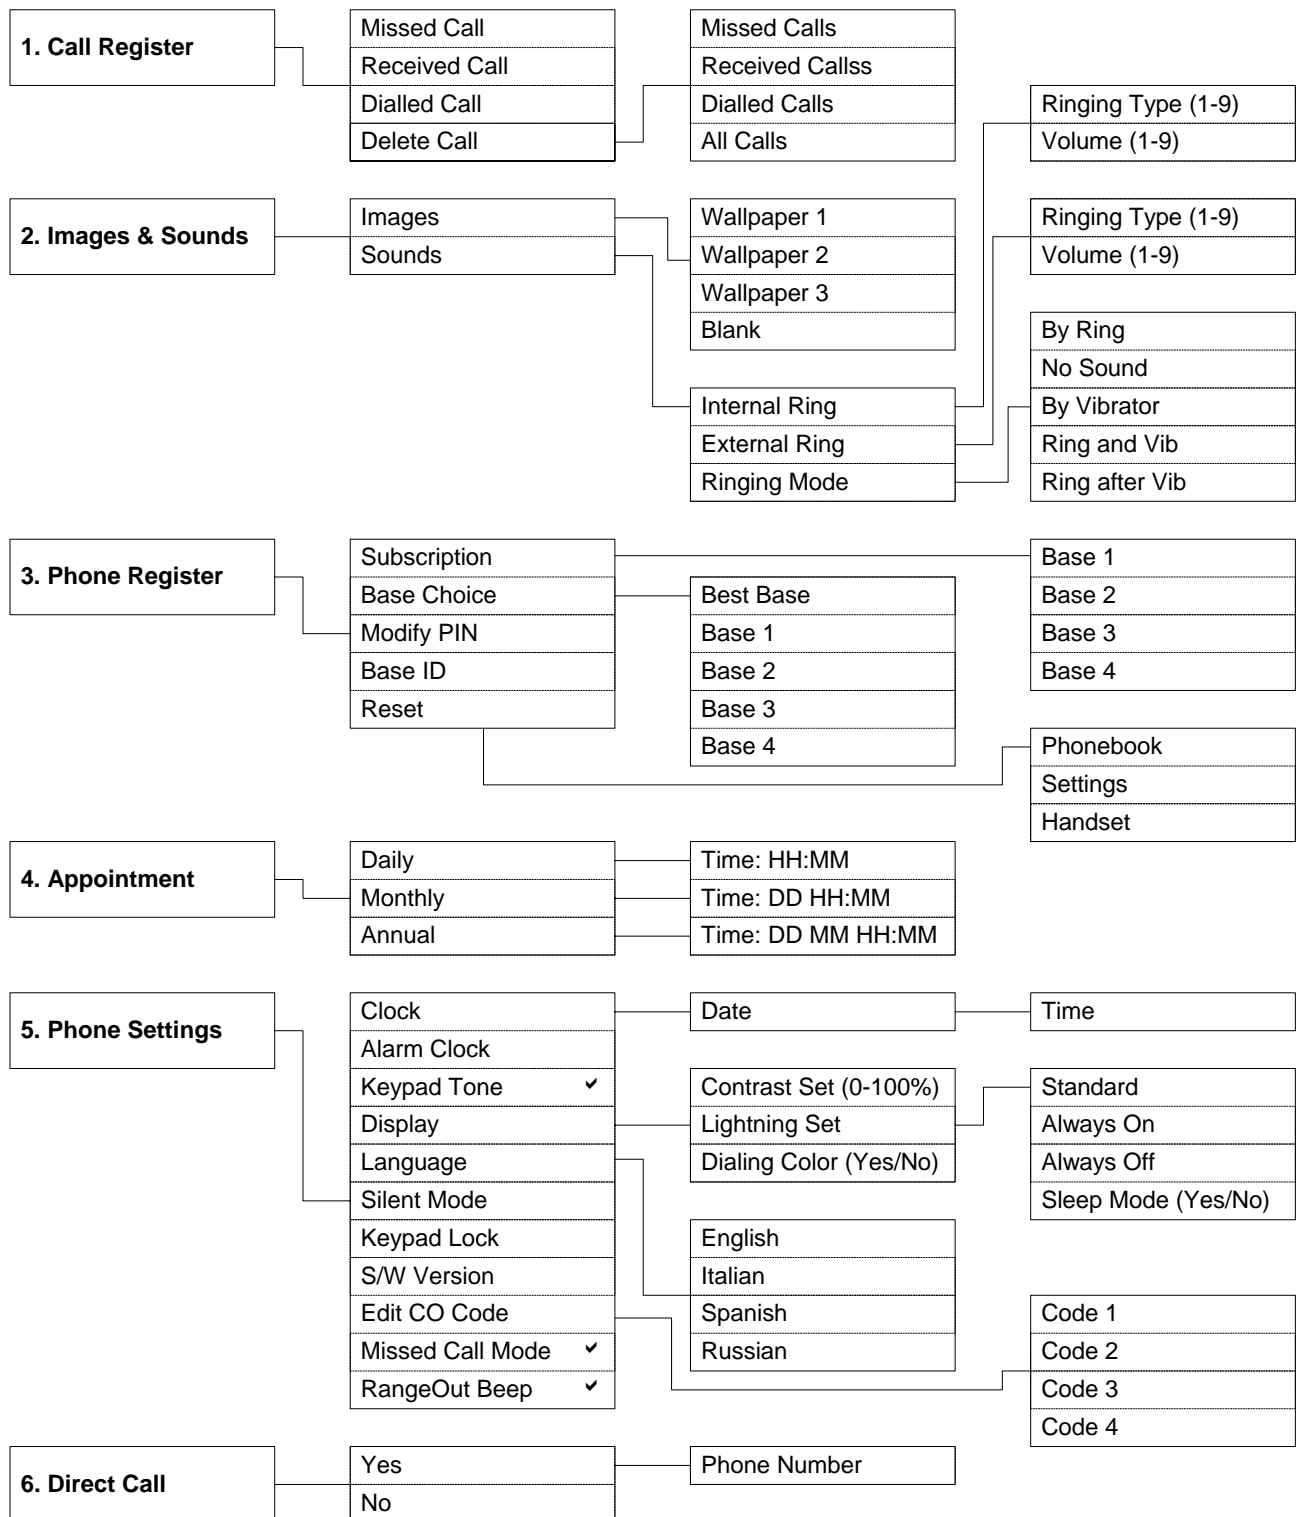 1. Call Register
Missed Call
Received Call
Dialled Call
Delete Call
Missed Calls
Received Callss
Dialled Calls
All Calls
Ringing Type (1-9)
Volume (1-9)
2. Images & Sounds
Images
Sounds
Wallpaper 1
Wallpaper 2
Wallpaper 3
Blank
Internal Ring
External Ring
Ringing Mode
Ringing Type (1-9)
Volume (1-9)
By Ring
No Sound
By Vibrator
Ring and Vib
Ring after Vib
3. Phone Register
Subscription
Base Choice
Modify PIN
Base ID
Reset
Best Base
Base 1
Base 2
Base 3
Base 4
Base 1
Base 2
Base 3
Base 4
Phonebook
Settings
Handset
4. Appointment
Daily
Monthly
Annual
Time: HH:MM
Time: DD HH:MM
Time: DD MM HH:MM
5. Phone Settings
Clock
Alarm Clock
Keypad Tone ✔
Display
Language
Silent Mode
Keypad Lock
S/W Version
Edit CO Code
Missed Call Mode ✔
RangeOut Beep ✔
Date
Time
Contrast Set (0-100%)
Lightning Set
Dialing Color (Yes/No)
Standard
Always On
Always Off
Sleep Mode (Yes/No)
English
Italian
Spanish
Russian
Code 1
Code 2
Code 3
Code 4
6. Direct Call
Yes
No
Phone Number